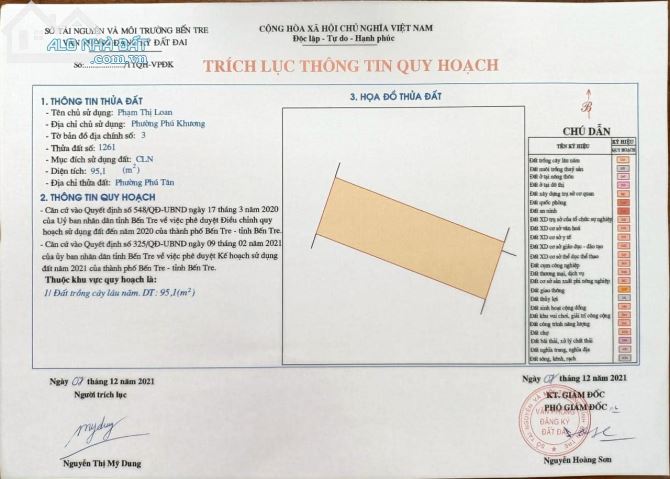 SỞ TÀI NGUYÊN VÀ MÔI TRƯỜNG BẾN TRE
VĂN PHÒNG ĐĂNG KÝ ĐẤT ĐAI
Số:............/TTQH-VPĐK
ALO NHÀ ĐẤT
.com.vn
CỘNG HÒA XÃ HỘI CHỦ NGHĨA VIỆT NAM
Độc lập - Tự do - Hạnh phúc
TRÍCH LỤC THÔNG TIN QUY HOẠCH
1. THÔNG TIN THỬA ĐẤT
- Tên chủ sử dụng: Phạm Thị Loan
- Địa chỉ chủ sử dụng: Phường Phú Khương
- Tờ bản đồ địa chính số: 3
- Thửa đất số: 1261
- Mục đích sử dụng đất: CLN
- Diện tích: 95,1 (m²)
- Địa chỉ thửa đất: Phường Phú Tân
2. THÔNG TIN QUY HOẠCH
- Căn cứ vào Quyết định số 548/QĐ-UBND ngày 17 tháng 3 năm 2020
của Uỷ ban nhân dân tỉnh Bến Tre về việc phê duyệt Điều chỉnh quy
hoạch sử dụng đất đến năm 2020 của thành phố Bến Tre - tỉnh Bến Tre.
- Căn cứ vào Quyết định số 325/QĐ-UBND ngày 09 tháng 02 năm 2021
của ủy ban nhân dân tỉnh Bến Tre về việc phê duyệt Kế hoạch sử dụng
đất năm 2021 của thành phố Bến Tre - tỉnh Bến Tre.
Thuộc khu vực quy hoạch là:
1/ Đất trồng cây lâu năm. DT: 95,1(m²)
3. HỌA ĐỒ THỬA ĐẤT
B
CHÚ DẪN
TÊN KÝ HIỆU
KÝ HIỆU
QUY HOẠCH
Đất trồng cây lâu năm
Đất nuôi trồng thuỷ sản
Đất ở tại nông thôn
Đất ở tại đô thị
Đất xây dựng trụ sở cơ quan
Đất quốc phòng
Đất an ninh
Đất XD trụ sở của tổ chức sự nghiệp
Đất XD cơ sở văn hoá
Đất XD cơ sở y tế
Đất XD cơ sở giáo dục - đào tạo
Đất XD cơ sở thể dục thể thao
Đất cụm công nghiệp
Đất thương mại, dịch vụ
Đất cơ sở sản xuất phi nông nghiệp
Đất giao thông
Đất thủy lợi
Đất sinh hoạt cộng đồng
Đất khu vui chơi, giải trí công cộng
Đất công trình năng lượng
Đất chợ
Đất bãi thải, xử lý chất thải
Đất nghĩa trang, nghĩa địa
Đất sông, kênh, rạch
Ngày 07 tháng 12 năm 2021
Người trích lục
myduy
Nguyễn Thị Mỹ Dung
Ngày 07 tháng 12 năm 2021
KT. GIÁM ĐỐC
PHÓ GIÁM ĐỐC
VĂN PHÒNG
ĐĂNG KÝ
ĐẤT ĐAI
Nguyễn Hoàng Sơn